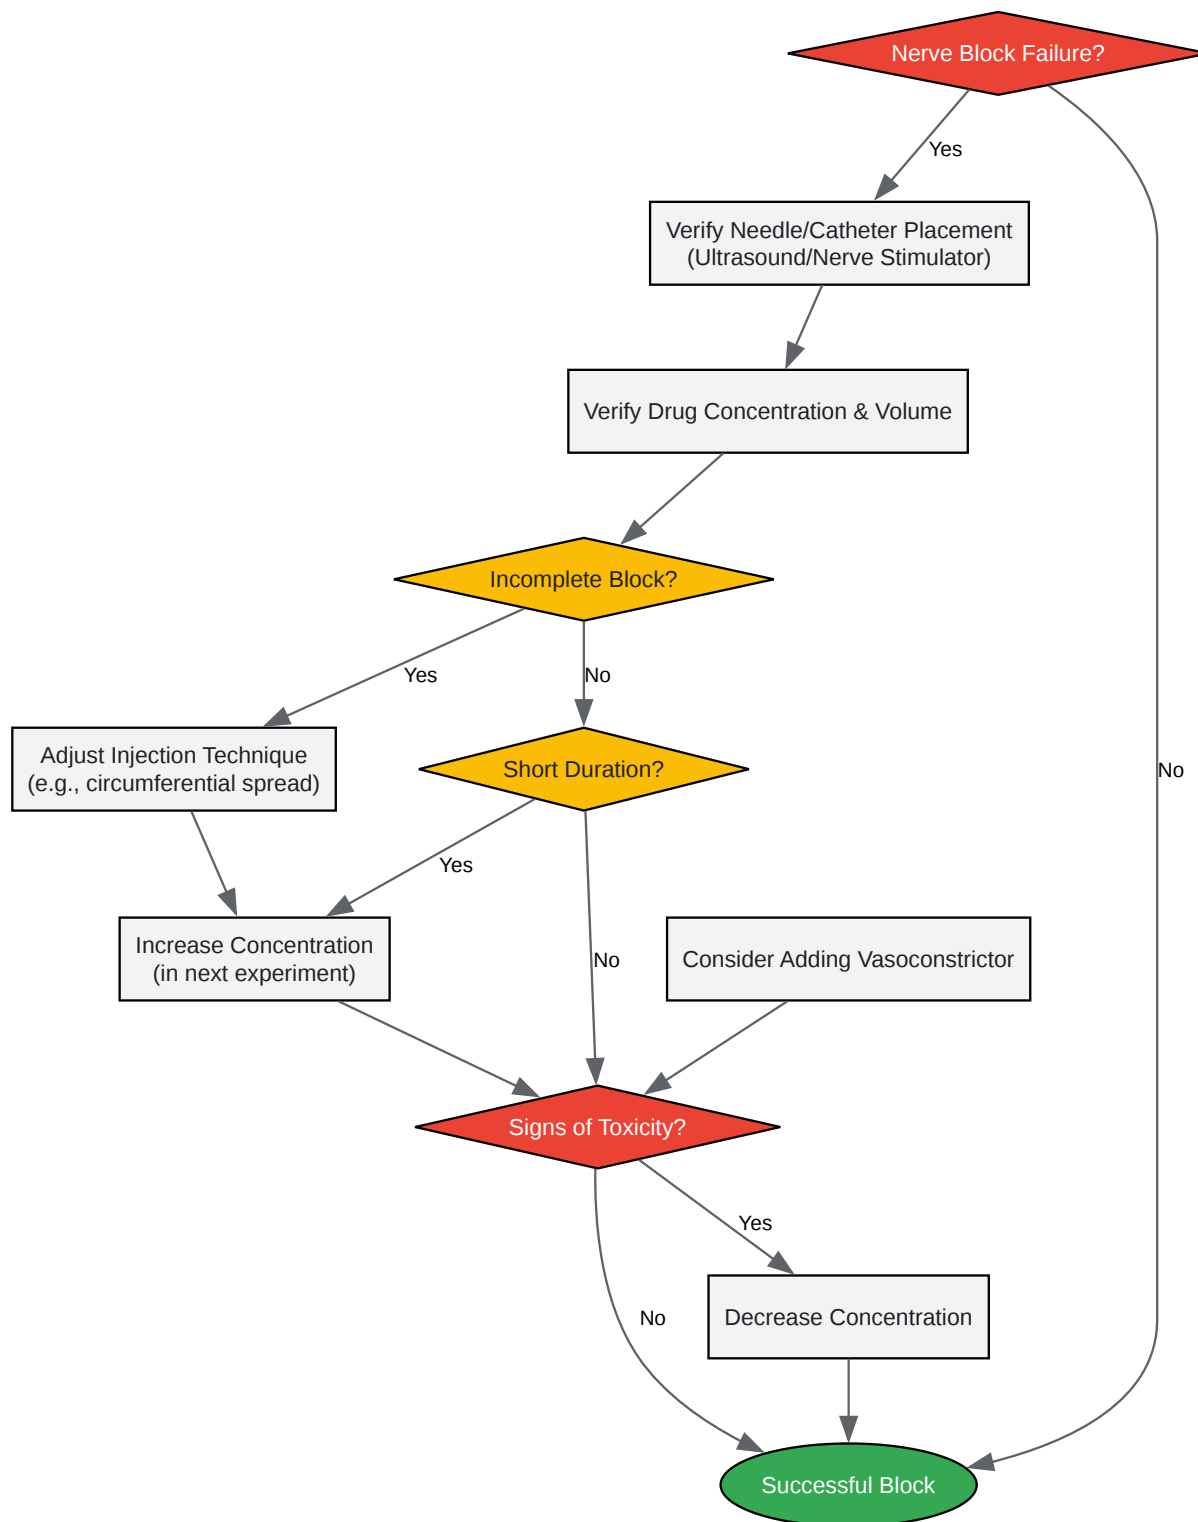 Nerve Block Failure?
Yes
Verify Needle/Catheter Placement
(Ultrasound/Nerve Stimulator)
Verify Drug Concentration & Volume
Incomplete Block?
Yes
No
Adjust Injection Technique
(e.g., circumferential spread)
Short Duration?
No
Yes
Increase Concentration
(in next experiment)
No
Consider Adding Vasoconstrictor
Signs of Toxicity?
Yes
No
Decrease Concentration
Successful Block